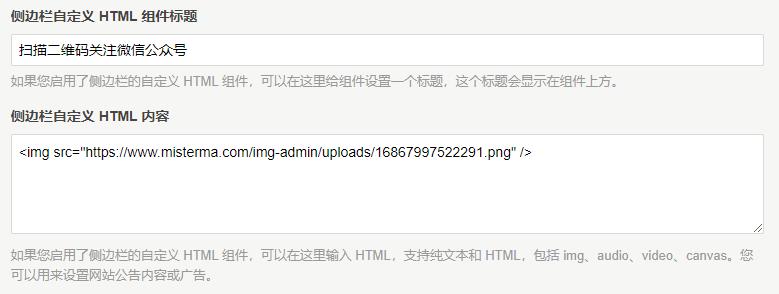 侧边栏自定义 HTML 组件标题
扫描二维码关注微信公众号
如果您启用了侧边栏的自定义 HTML 组件，可以在这里给组件设置一个标题，这个标题会显示在组件上方。
侧边栏自定义 HTML 内容
<img src="https://www.misterma.com/img-admin/uploads/16867997522291.png" />
如果您启用了侧边栏的自定义 HTML 组件，可以在这里输入 HTML，支持纯文本和 HTML，包括 img、audio、video、canvas。您
可以用来设置网站公告内容或广告。